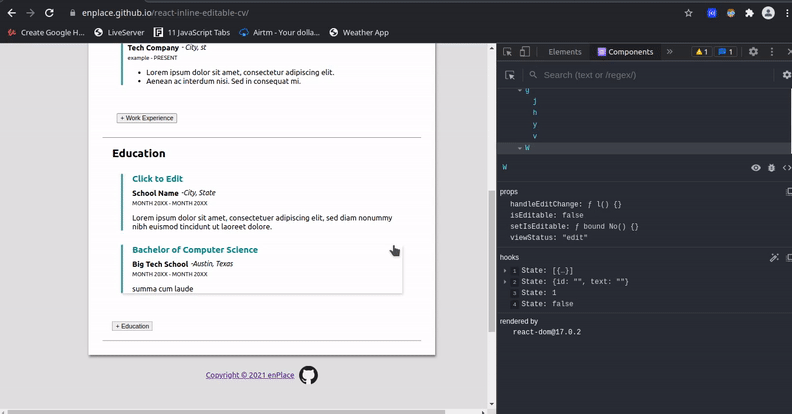 enplace.github.io/react-inline-editable-cv/
Create Google H... LiveServer 11 JavaScript Tabs Airtm - Your dolla... Weather App
Tech Company - City, st
example - PRESENT
Lorem ipsum dolor sit amet, consectetur adipiscing elit.
Aenean ac interdum nisi. Sed in consequat mi.
+ Work Experience
Education
Click to Edit
School Name -City, State
MONTH 20XX - MONTH 20XX
Lorem ipsum dolor sit amet, consectetuer adipiscing elit, sed diam nonummy
nibh euismod tincidunt ut laoreet dolore.
Bachelor of Computer Science
Big Tech School -Austin, Texas
MONTH 20XX - MONTH 20XX
summa cum laude
+ Education
Copyright © 2021 enPlace
Elements Components » 1 1
Search (text or /regex/)
g
j
h
y
v
W
W
props
handleEditChange: ƒ l() {}
isEditable: false
setIsEditable: ƒ bound No() {}
viewStatus: "edit"
hooks
1 State: [{…}]
2 State: {id: "", text: ""}
3 State: 1
4 State: false
rendered by
react-dom@17.0.2